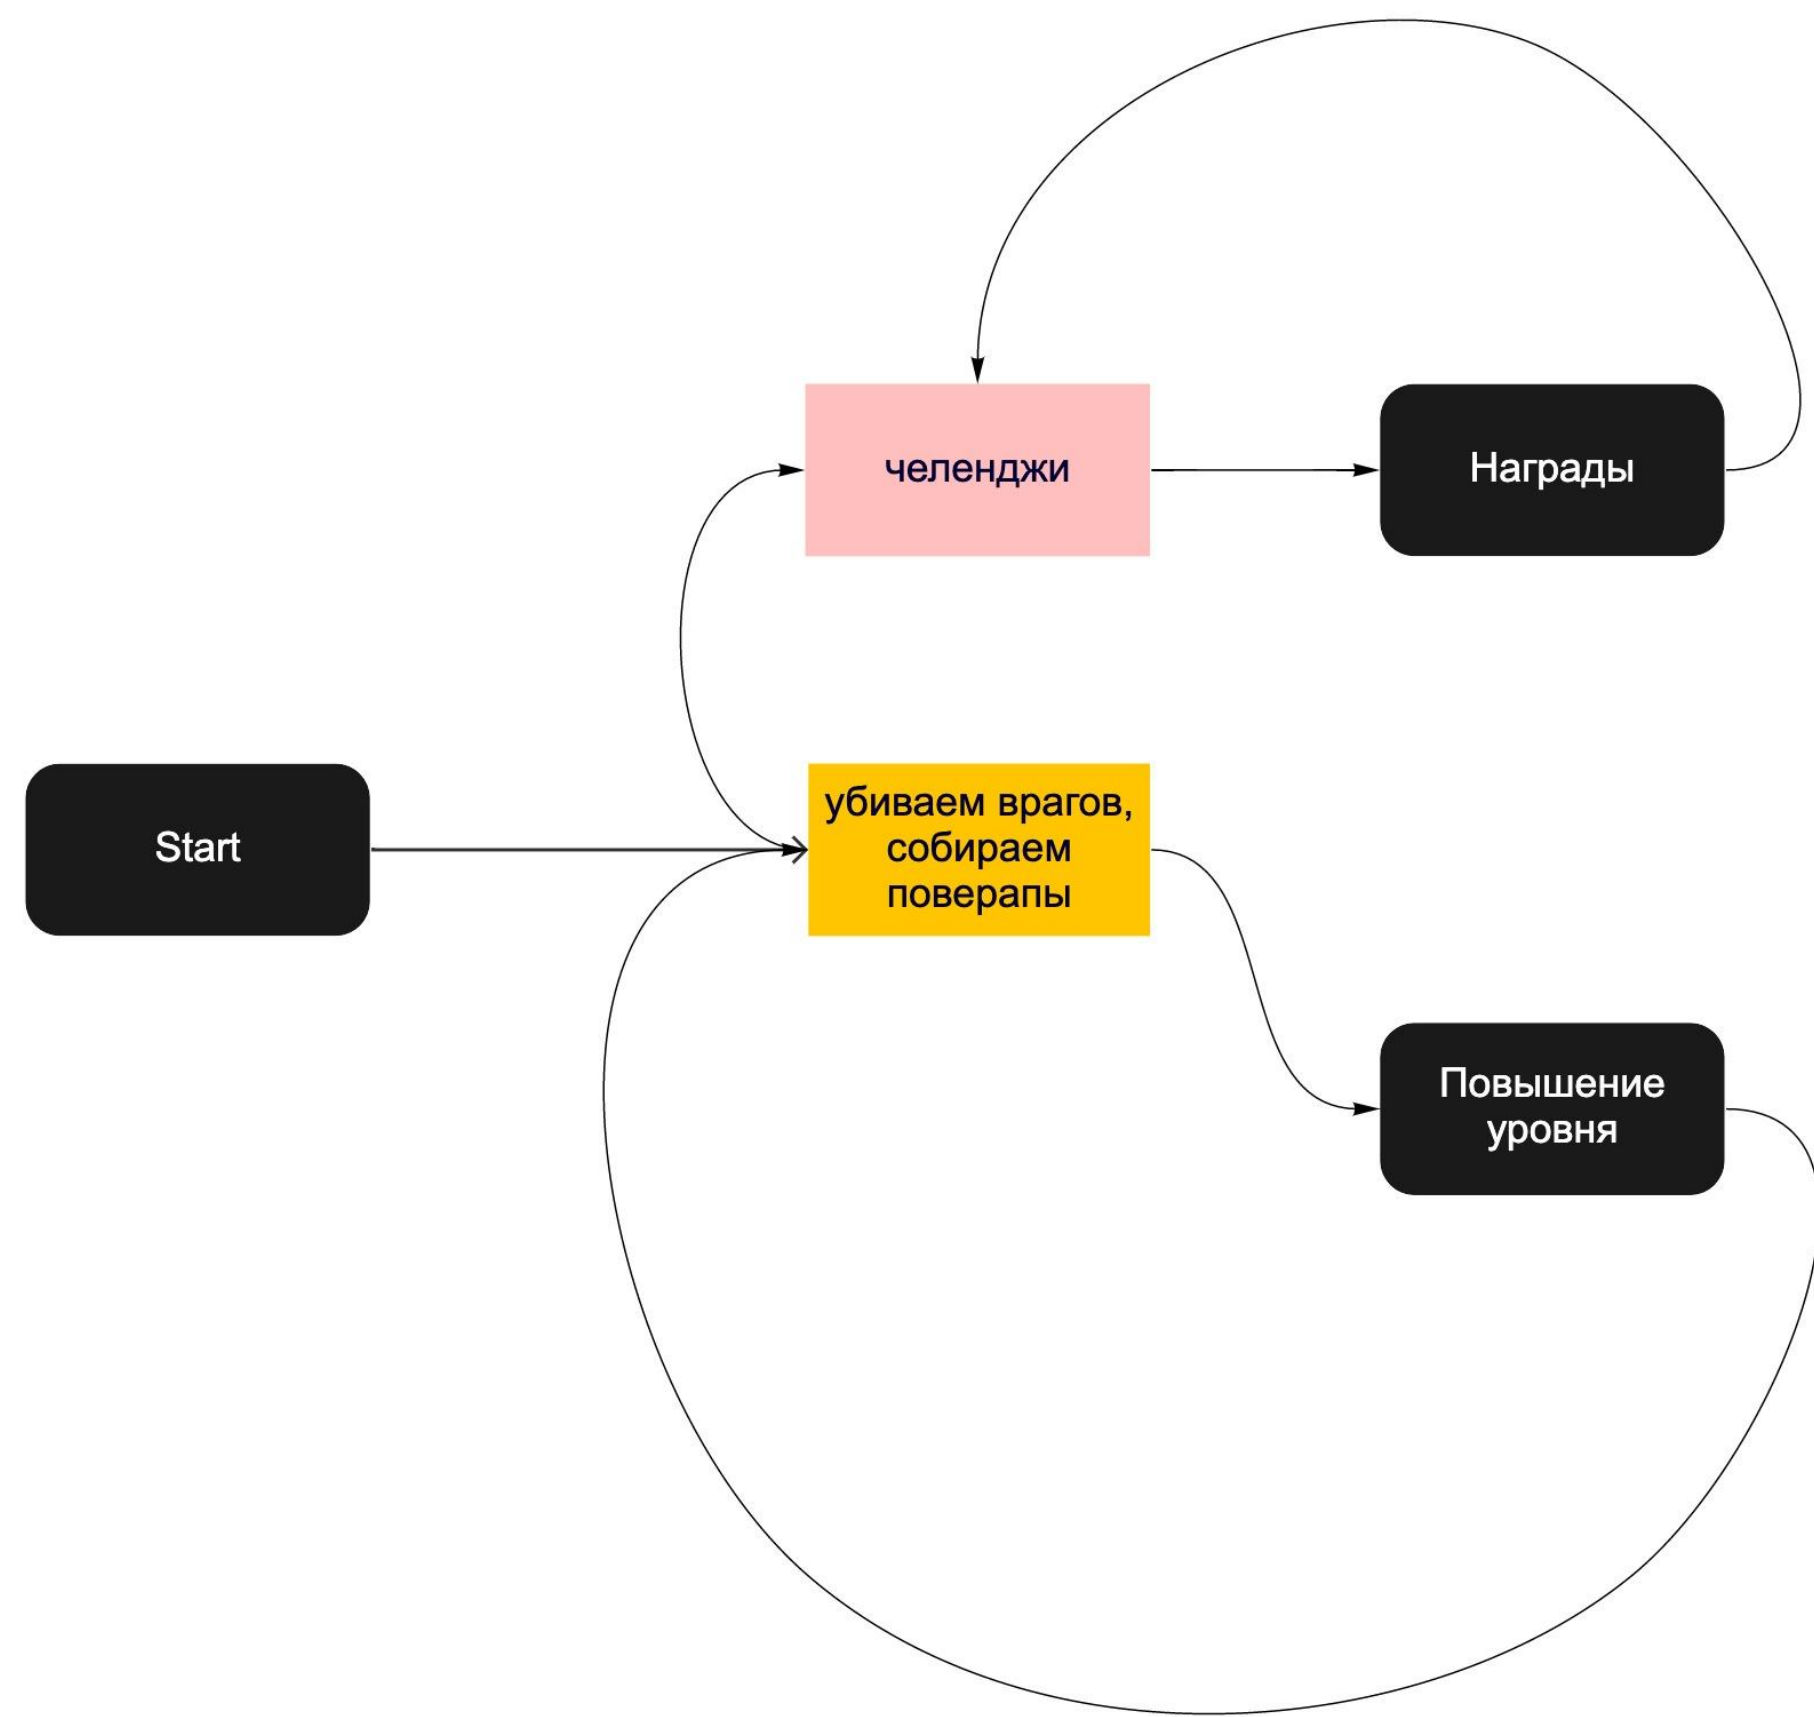 челенджи
Награды
Start
убиваем врагов,
собираем
поверапы
Повышение
уровня